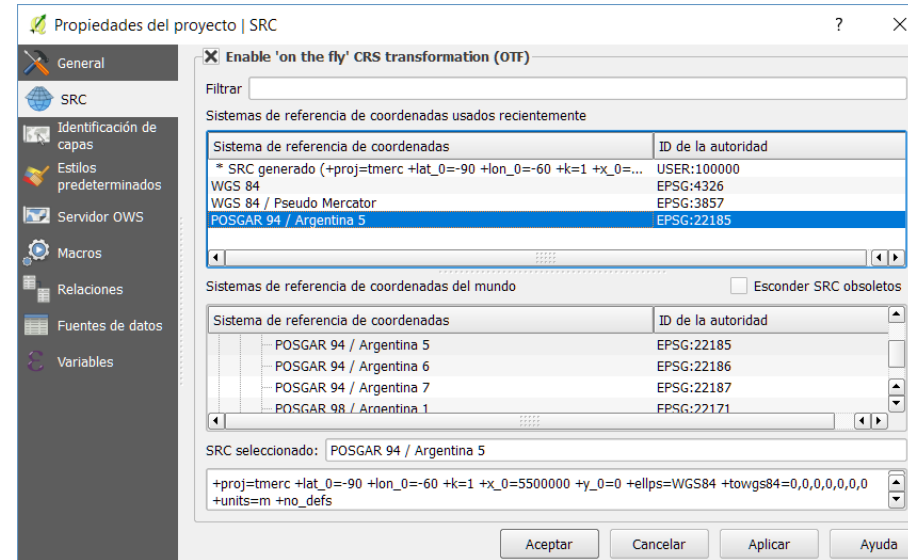 Propiedades del proyecto | SRC
General
SRC
Identificación de
capas
Estilos
predeterminados
Servidor OWS
Macros
Relaciones
Fuentes de datos
Variables
Enable 'on the fly' CRS transformation (OTF)
Filtrar
Sistemas de referencia de coordenadas usados recientemente
Sistema de referencia de coordenadas ID de la autoridad
* SRC generado (+proj=tmerc +lat_0=-90 +lon_0=-60 +k=1 +x_0=... USER:100000
WGS 84 EPSG:4326
WGS 84 / Pseudo Mercator EPSG:3857
POSGAR 94 / Argentina 5 EPSG:22185
Sistemas de referencia de coordenadas del mundo Esconder SRC obsoletos
Sistema de referencia de coordenadas ID de la autoridad
POSGAR 94 / Argentina 5 EPSG:22185
POSGAR 94 / Argentina 6 EPSG:22186
POSGAR 94 / Argentina 7 EPSG:22187
POSGAR 98 / Argentina 1 EPSG:22171
SRC seleccionado: POSGAR 94 / Argentina 5
+proj=tmerc +lat_0=-90 +lon_0=-60 +k=1 +x_0=5500000 +y_0=0 +ellps=WGS84 +towgs84=0,0,0,0,0,0,0
+units=m +no_defs
Aceptar Cancelar Aplicar Ayuda